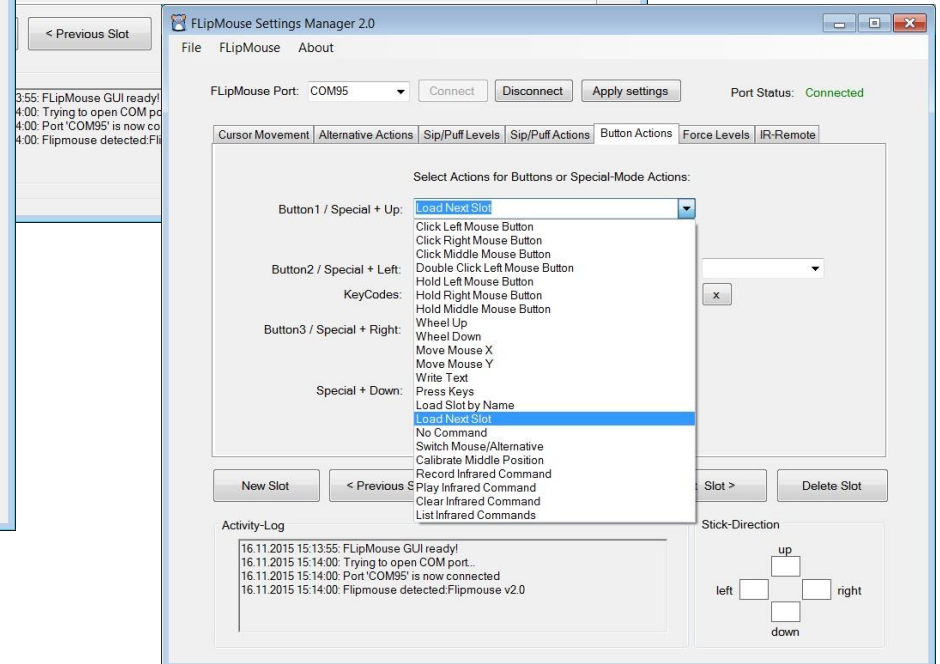 < Previous Slot
3:55: FLipMouse GUI ready!
4:00: Trying to open COM po
4:00: Port 'COM95' is now co
4:00: Flipmouse detected:Fli
FLipMouse Settings Manager 2.0
File FLipMouse About
FLipMouse Port: COM95 Connect Disconnect Apply settings Port Status: Connected
Cursor Movement Alternative Actions Sip/Puff Levels Sip/Puff Actions Button Actions Force Levels IR-Remote
Select Actions for Buttons or Special-Mode Actions:
Button1 / Special + Up: Load Next Slot
Click Left Mouse Button
Click Right Mouse Button
Click Middle Mouse Button
Button2 / Special + Left: Double Click Left Mouse Button
Hold Left Mouse Button
KeyCodes: Hold Right Mouse Button x
Hold Middle Mouse Button
Wheel Up
Button3 / Special + Right: Wheel Down
Move Mouse X
Move Mouse Y
Write Text
Special + Down: Press Keys
Load Slot by Name
Load Next Slot
No Command
Switch Mouse/Alternative
Calibrate Middle Position
Record Infrared Command
New Slot < Previous S Play Infrared Command Slot > Delete Slot
Clear Infrared Command
List Infrared Commands
Activity-Log Stick-Direction
16.11.2015 15:13:55: FLipMouse GUI ready!
16.11.2015 15:14:00: Trying to open COM port...
16.11.2015 15:14:00: Port 'COM95' is now connected
16.11.2015 15:14:00: Flipmouse detected:Flipmouse v2.0
up
left right
down